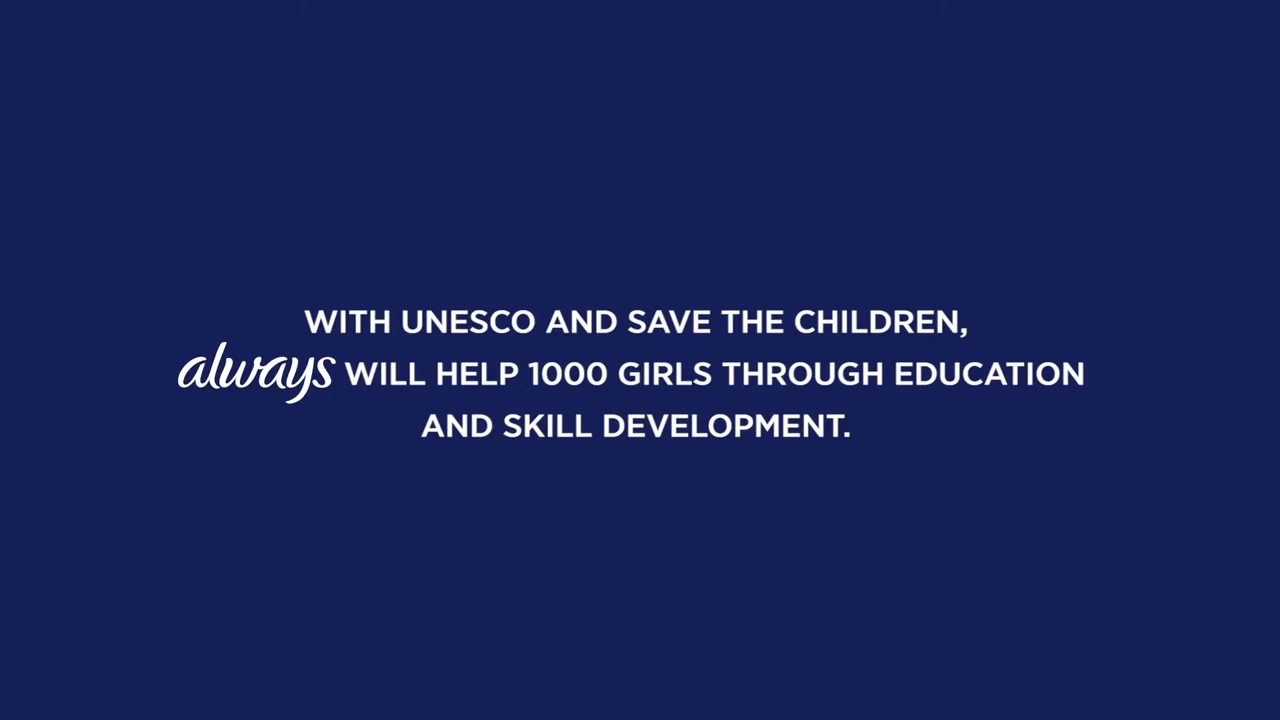 WITH UNESCO AND SAVE THE CHILDREN,
always WILL HELP 1000 GIRLS THROUGH EDUCATION
AND SKILL DEVELOPMENT.